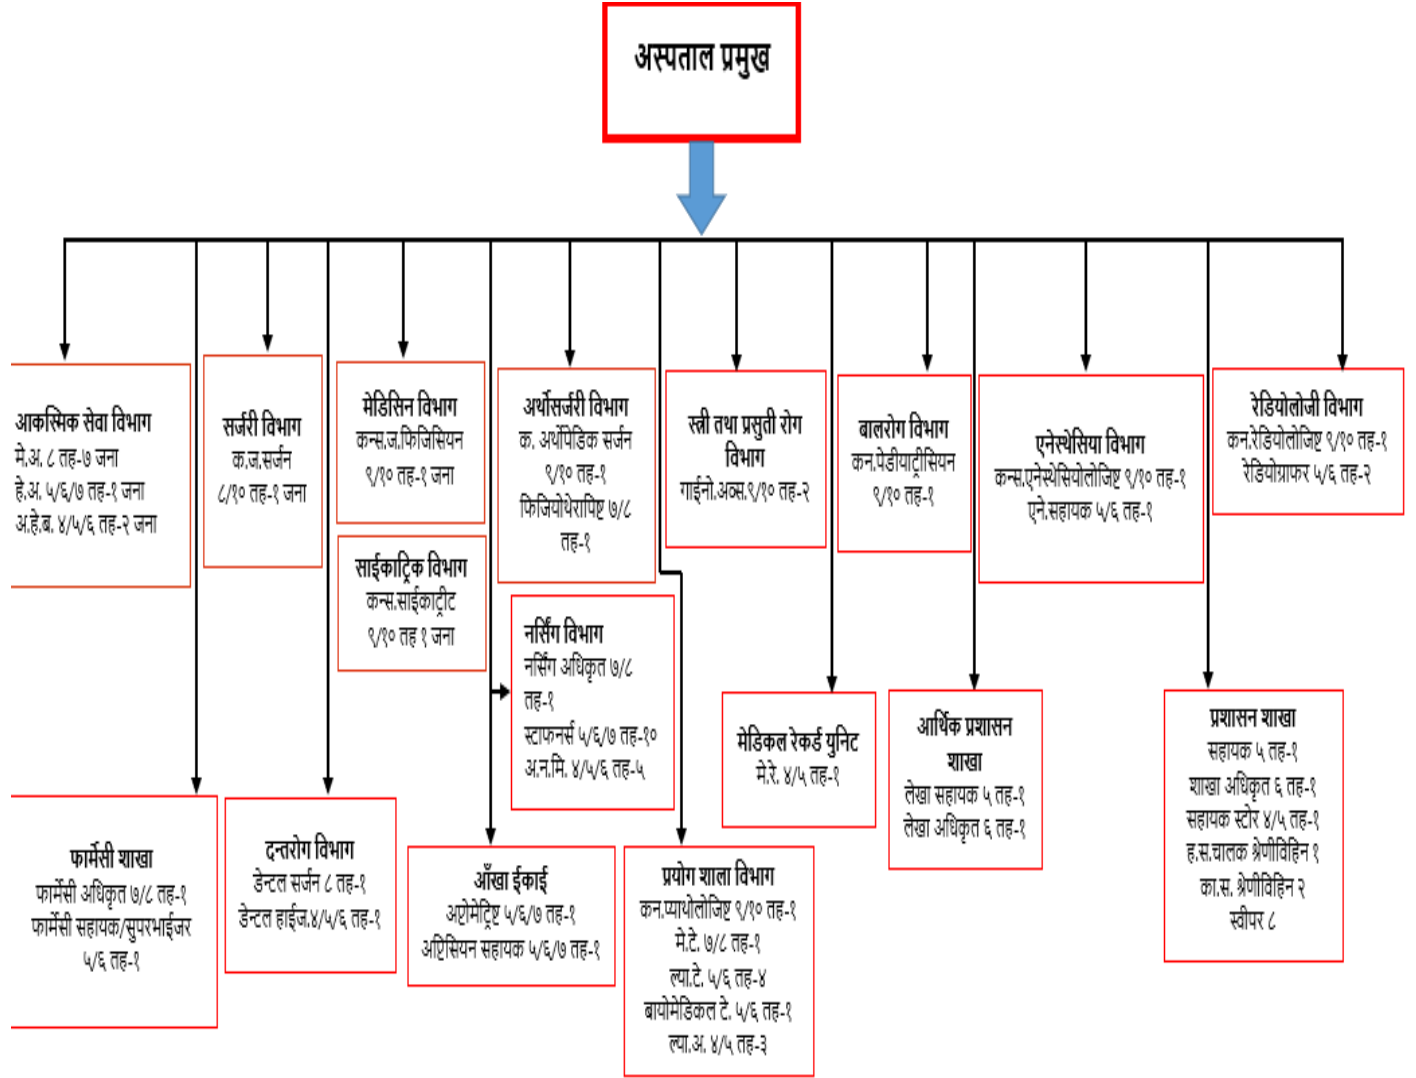 अस्पताल प्रमुख
आकस्मिक सेवा विभाग
मे.अ. ८ तह-७ जना
हे.अ. ५/६/७ तह-१ जना
अ.हे.ब. ४/५/६ तह-२ जना
सर्जरी विभाग
क.ज.सर्जन
८/१० तह-१ जना
मेडिसिन विभाग
कन्स.ज.फिजिसियन
९/१० तह-१ जना
साईकाट्रिक विभाग
कन्स.साईकाट्रीट
९/१० तह १ जना
अर्थोसर्जरी विभाग
क. अर्थोपेडिक सर्जन
९/१० तह-१
फिजियोथेरापिष्ट ७/८
तह-१
स्त्री तथा प्रसुती रोग
विभाग
गाईनो.अब्स.९/१० तह-२
बालरोग विभाग
कन.पेडीयाट्रीसियन
९/१० तह-१
एनेस्थेसिया विभाग
कन्स.एनेस्थेसियोलोजिष्ट ९/१० तह-१
एने.सहायक ५/६ तह-१
रेडियोलोजी विभाग
कन.रेडियोलोजिष्ट ९/१० तह-१
रेडियोग्राफर ५/६ तह-२
नर्सिंग विभाग
नर्सिंग अधिकृत ७/८
तह-१
स्टाफनर्स ५/६/७ तह-१०
अ.न.मि. ४/५/६ तह-५
मेडिकल रेकर्ड युनिट
मे.रे. ४/५ तह-१
आर्थिक प्रशासन
शाखा
लेखा सहायक ५ तह-१
लेखा अधिकृत ६ तह-१
प्रशासन शाखा
सहायक ५ तह-१
शाखा अधिकृत ६ तह-१
सहायक स्टोर ४/५ तह-१
ह.स.चालक श्रेणीविहिन १
का.स. श्रेणीविहिन २
स्वीपर ८
फार्मेसी शाखा
फार्मेसी अधिकृत ७/८ तह-१
फार्मेसी सहायक/सुपरभाईजर
५/६ तह-१
दन्तरोग विभाग
डेन्टल सर्जन ८ तह-१
डेन्टल हाईज.४/५/६ तह-१
आँखा ईकाई
अप्टोमेट्रिष्ट ५/६/७ तह-१
अप्टिसियन सहायक ५/६/७ तह-१
प्रयोग शाला विभाग
कन.प्याथोलोजिष्ट ९/१० तह-१
मे.टे. ७/८ तह-१
ल्या.टे. ५/६ तह-४
बायोमेडिकल टे. ५/६ तह-१
ल्या.अ. ४/५ तह-३